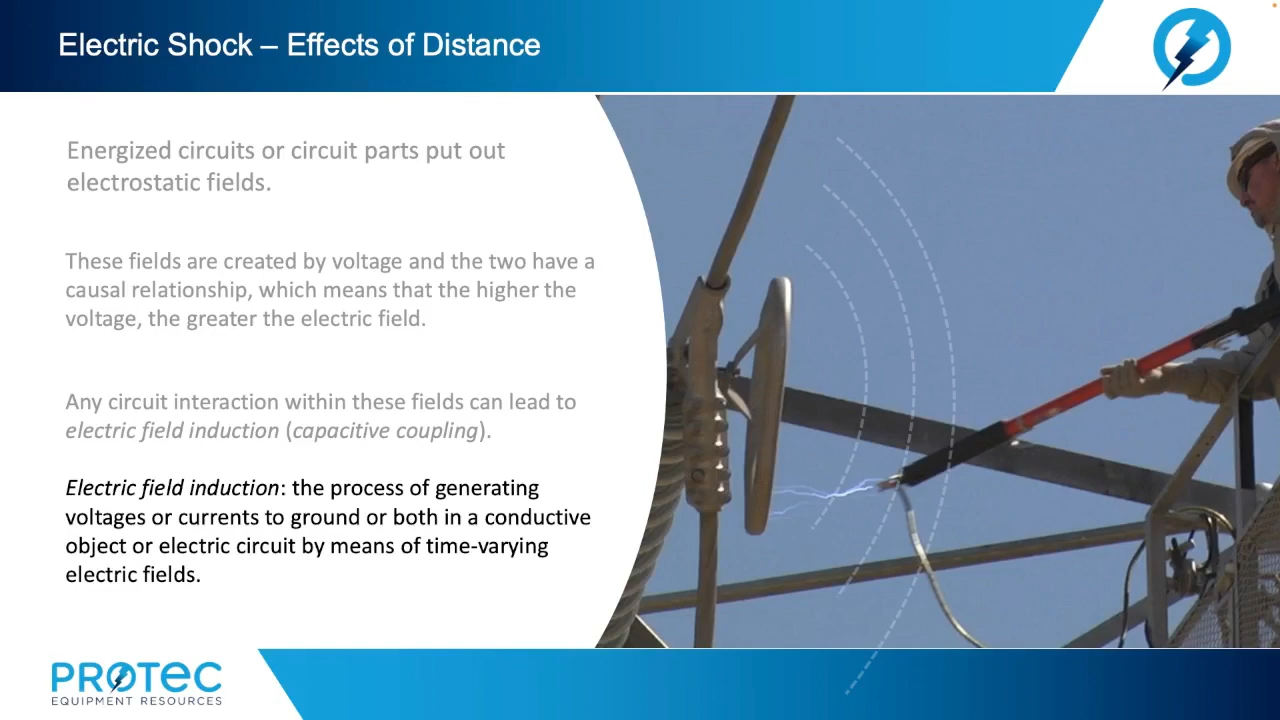 Electric Shock – Effects of Distance
Energized circuits or circuit parts put out
electrostatic fields.
These fields are created by voltage and the two have a
causal relationship, which means that the higher the
voltage, the greater the electric field.
Any circuit interaction within these fields can lead to
electric field induction (capacitive coupling).
Electric field induction: the process of generating
voltages or currents to ground or both in a conductive
object or electric circuit by means of time-varying
electric fields.
PROTEC
EQUIPMENT RESOURCES